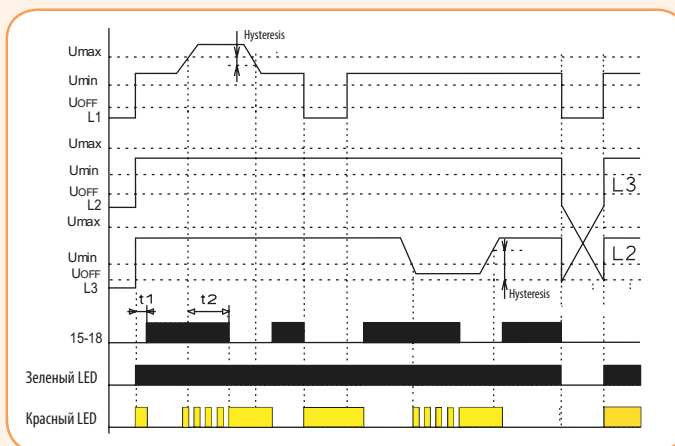 Hysteresis
Umax
Umin
UOFF
L1
Umax
Umin
UOFF
L2
L3
Umax
Umin
UOFF
L3
L2
Hysteresis
t1
t2
15-18
Зеленый LED
Красный LED